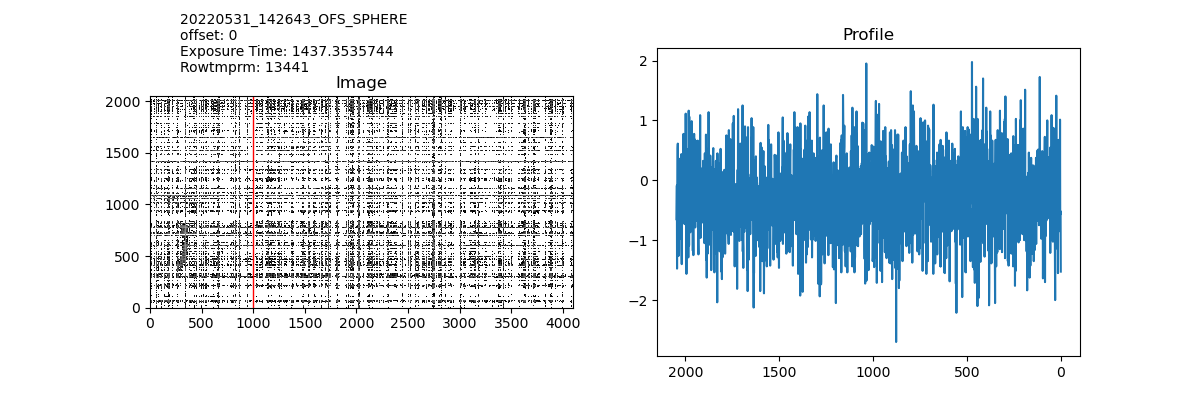 20220531_142643_OFS_SPHERE
offset: 0
Exposure Time: 1437.3535744
Rowtmprm: 13441
Image
2000
1500
1000
500
0
0 500 1000 1500 2000 2500 3000 3500 4000
Profile
2
1
0
−1
−2
2000 1500 1000 500 0